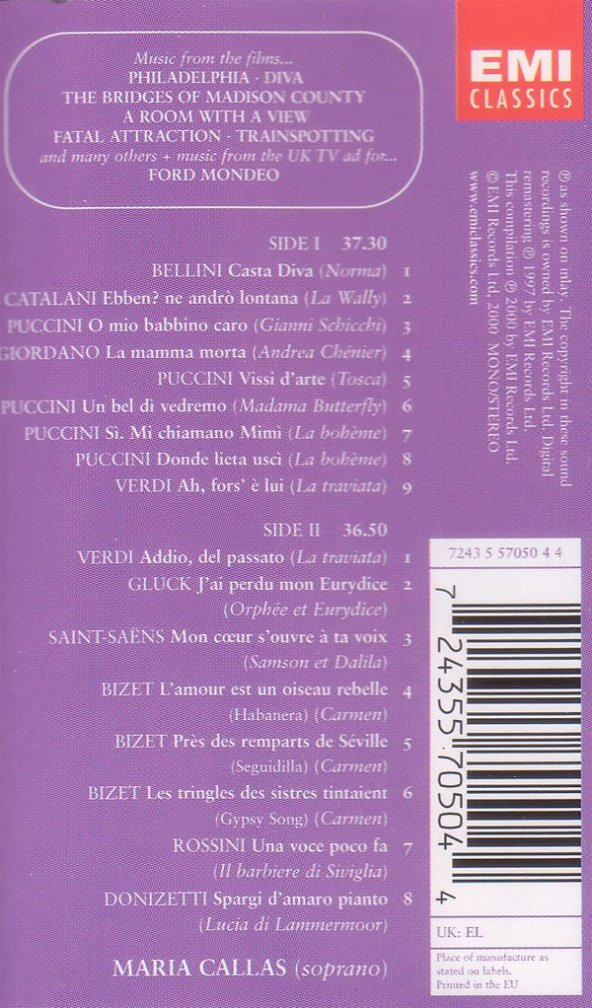 Music from the films...
PHILADELPHIA - DIVA
THE BRIDGES OF MADISON COUNTY
A ROOM WITH A VIEW
FATAL ATTRACTION - TRAINSPOTTING
and many others + music from the UK TV ad for...
FORD MONDEO
EMI
CLASSICS
℗ as shown on inlay. The copyright in these sound
recordings is owned by EMI Records Ltd. Digital
remastering ℗ 1997 by EMI Records Ltd.
This compilation ℗ 2000 by EMI Records Ltd.
© EMI Records Ltd, 2000 MONO/STEREO
www.emiclassics.com
SIDE I 37.30
BELLINI Casta Diva (Norma) 1
CATALANI Ebben? ne andrò lontana (La Wally) 2
PUCCINI O mio babbino caro (Gianni Schicchi) 3
GIORDANO La mamma morta (Andrea Chénier) 4
PUCCINI Vissi d'arte (Tosca) 5
PUCCINI Un bel dì vedremo (Madama Butterfly) 6
PUCCINI Sì. Mi chiamano Mimì (La bohème) 7
PUCCINI Donde lieta uscì (La bohème) 8
VERDI Ah, fors' è lui (La traviata) 9
SIDE II 36.50
VERDI Addio, del passato (La traviata) 1
GLUCK J'ai perdu mon Eurydice 2
(Orphée et Eurydice)
SAINT-SAËNS Mon cœur s'ouvre à ta voix 3
(Samson et Dalila)
BIZET L'amour est un oiseau rebelle 4
(Habanera) (Carmen)
BIZET Près des remparts de Séville 5
(Seguidilla) (Carmen)
BIZET Les tringles des sistres tintaient 6
(Gypsy Song) (Carmen)
ROSSINI Una voce poco fa 7
(Il barbiere di Siviglia)
DONIZETTI Spargi d'amaro pianto 8
(Lucia di Lammermoor)
MARIA CALLAS (soprano)
7243 5 57050 4 4
7 24355 70504 4
UK: EL
Place of manufacture as
stated on labels.
Printed in the EU